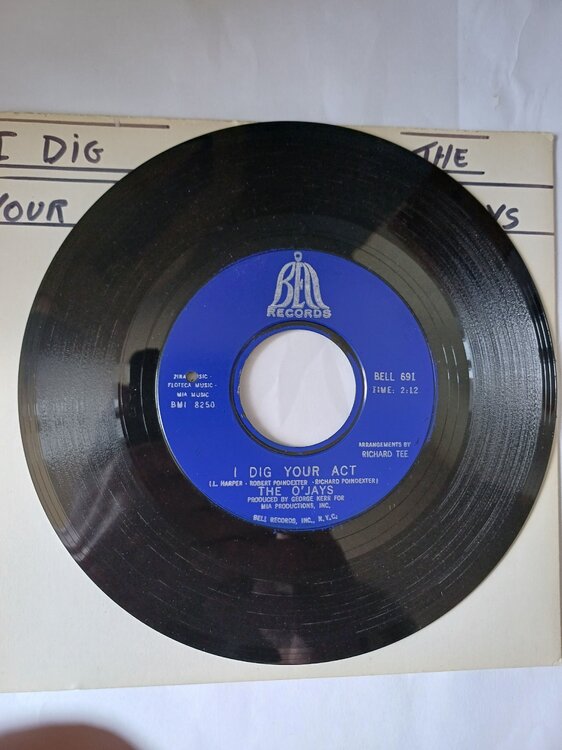 I DIG THE
YOUR YS
BELL
RECORDS
FLOTECA MUSIC -
MIA MUSIC
BMI 8250
BELL 691
TIME: 2:12
ARRANGEMENTS BY
RICHARD TEE
I DIG YOUR ACT
(L. HARPER - ROBERT POINDEXTER - RICHARD POINDEXTER)
THE O'JAYS
PRODUCED BY GEORGE KERR FOR
MIA PRODUCTIONS, INC.
BELL RECORDS, INC., N.Y.C.